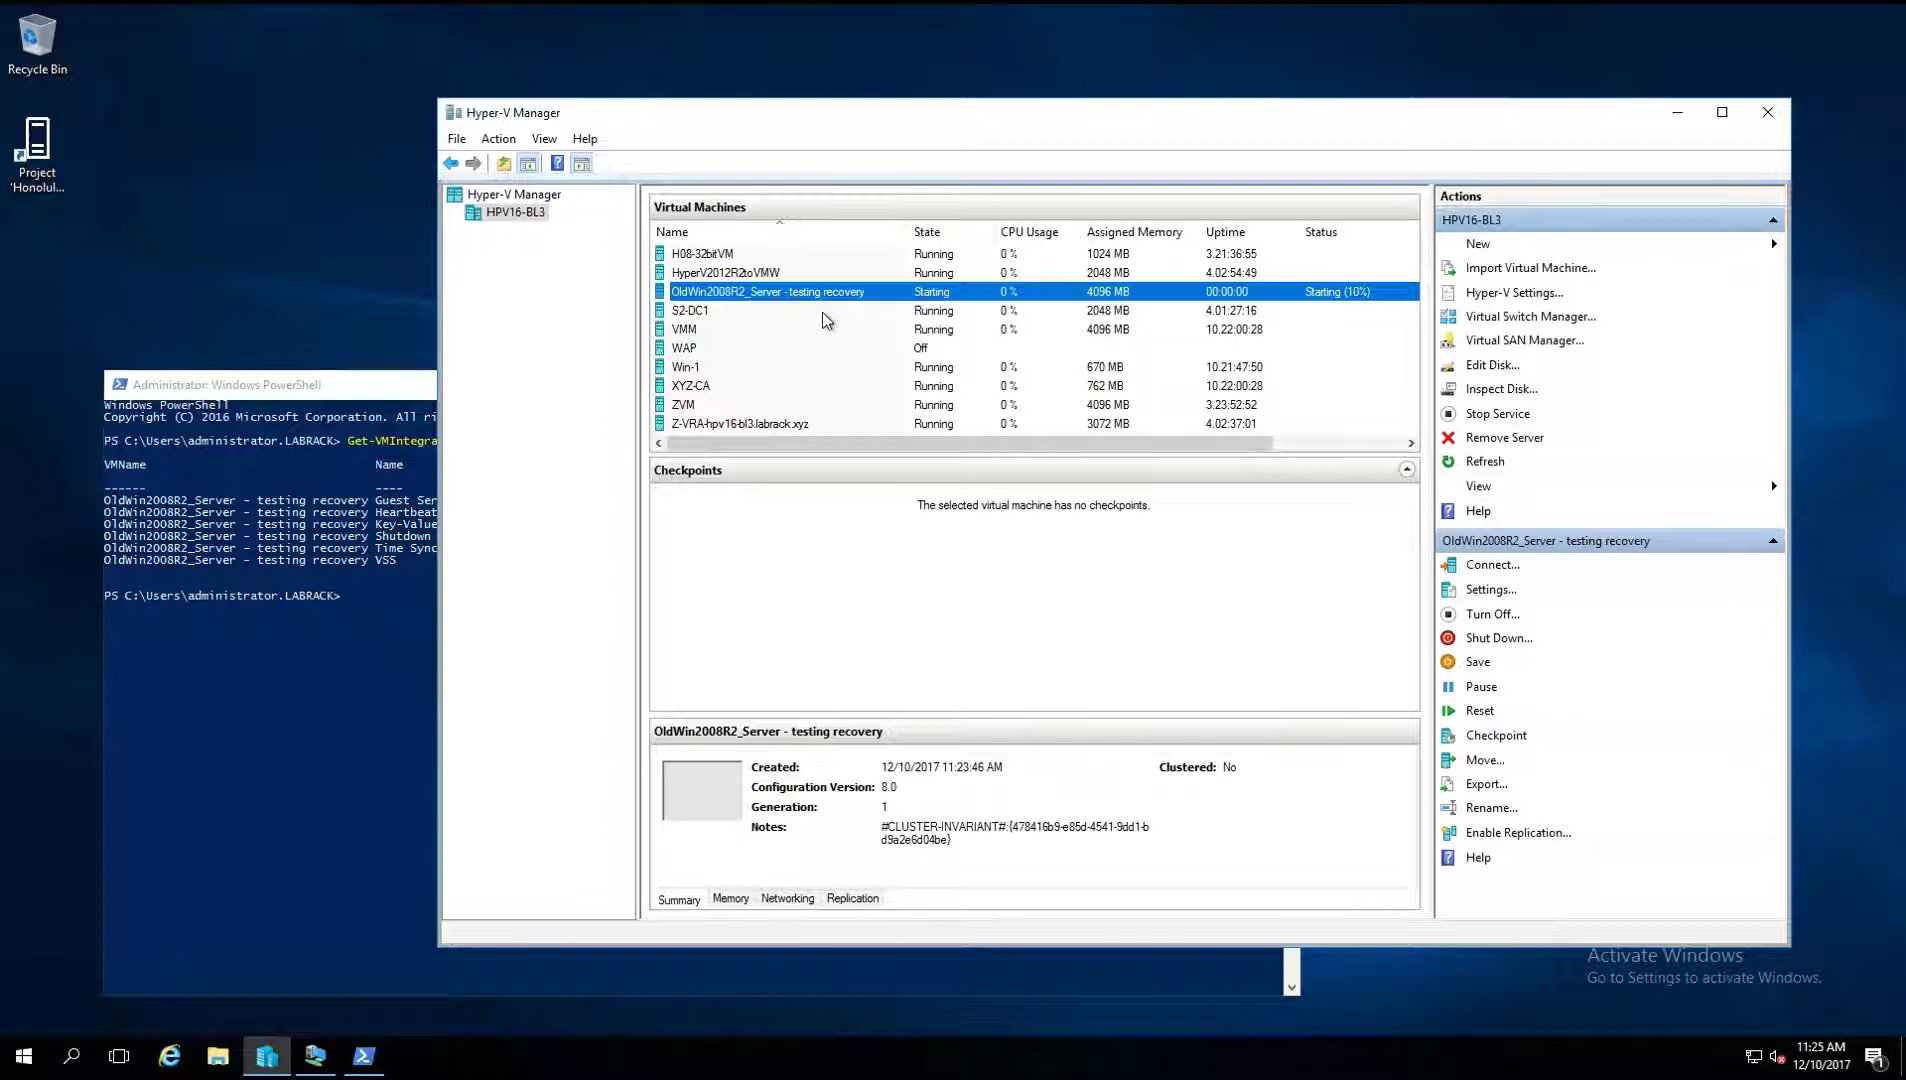 Recycle Bin
Project
'Honolul...
Hyper-V Manager
File Action View Help
Hyper-V Manager
HPV16-BL3
Virtual Machines
Name State CPU Usage Assigned Memory Uptime Status
H08-32bitVM Running 0 % 1024 MB 3.21:36:55
HyperV2012R2toVMW Running 0 % 2048 MB 4.02:54:49
OldWin2008R2_Server - testing recovery Starting 0 % 4096 MB 00:00:00 Starting (10%)
S2-DC1 Running 0 % 2048 MB 4.01:27:16
VMM Running 0 % 4096 MB 10.22:00:28
WAP Off
Win-1 Running 0 % 670 MB 10.21:47:50
XYZ-CA Running 0 % 762 MB 10.22:00:28
ZVM Running 0 % 4096 MB 3.23:52:52
Z-VRA-hpv16-bl3.labrack.xyz Running 0 % 3072 MB 4.02:37:01
Checkpoints
The selected virtual machine has no checkpoints.
OldWin2008R2_Server - testing recovery
Created: 12/10/2017 11:23:46 AM Clustered: No
Configuration Version: 8.0
Generation: 1
Notes: #CLUSTER-INVARIANT#:{478416b9-e85d-4541-9dd1-b
d9a2e6d04be}
Summary Memory Networking Replication
Actions
HPV16-BL3
New
Import Virtual Machine...
Hyper-V Settings...
Virtual Switch Manager...
Virtual SAN Manager...
Edit Disk...
Inspect Disk...
Stop Service
Remove Server
Refresh
View
Help
OldWin2008R2_Server - testing recovery
Connect...
Settings...
Turn Off...
Shut Down...
Save
Pause
Reset
Checkpoint
Move...
Export...
Rename...
Enable Replication...
Help
Administrator: Windows PowerShell
Windows PowerShell
Copyright (C) 2016 Microsoft Corporation. All ri
PS C:\Users\administrator.LABRACK> Get-VMIntegra
VMName Name
------ ----
OldWin2008R2_Server - testing recovery Guest Ser
OldWin2008R2_Server - testing recovery Heartbeat
OldWin2008R2_Server - testing recovery Key-Value
OldWin2008R2_Server - testing recovery Shutdown
OldWin2008R2_Server - testing recovery Time Sync
OldWin2008R2_Server - testing recovery VSS
PS C:\Users\administrator.LABRACK>
Activate Windows
Go to Settings to activate Windows.
11:25 AM
12/10/2017
1